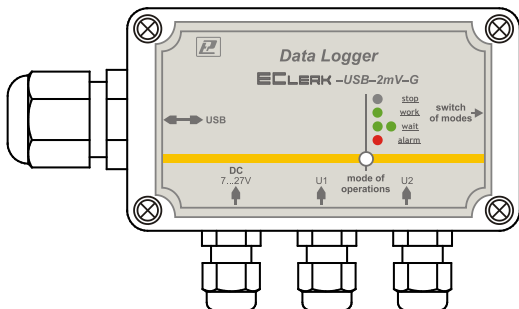 Data Logger
ECLERK -USB-2mV-G
stop
work
wait
alarm
switch
of modes
USB
DC
7...27V
U1
mode of
operations
U2